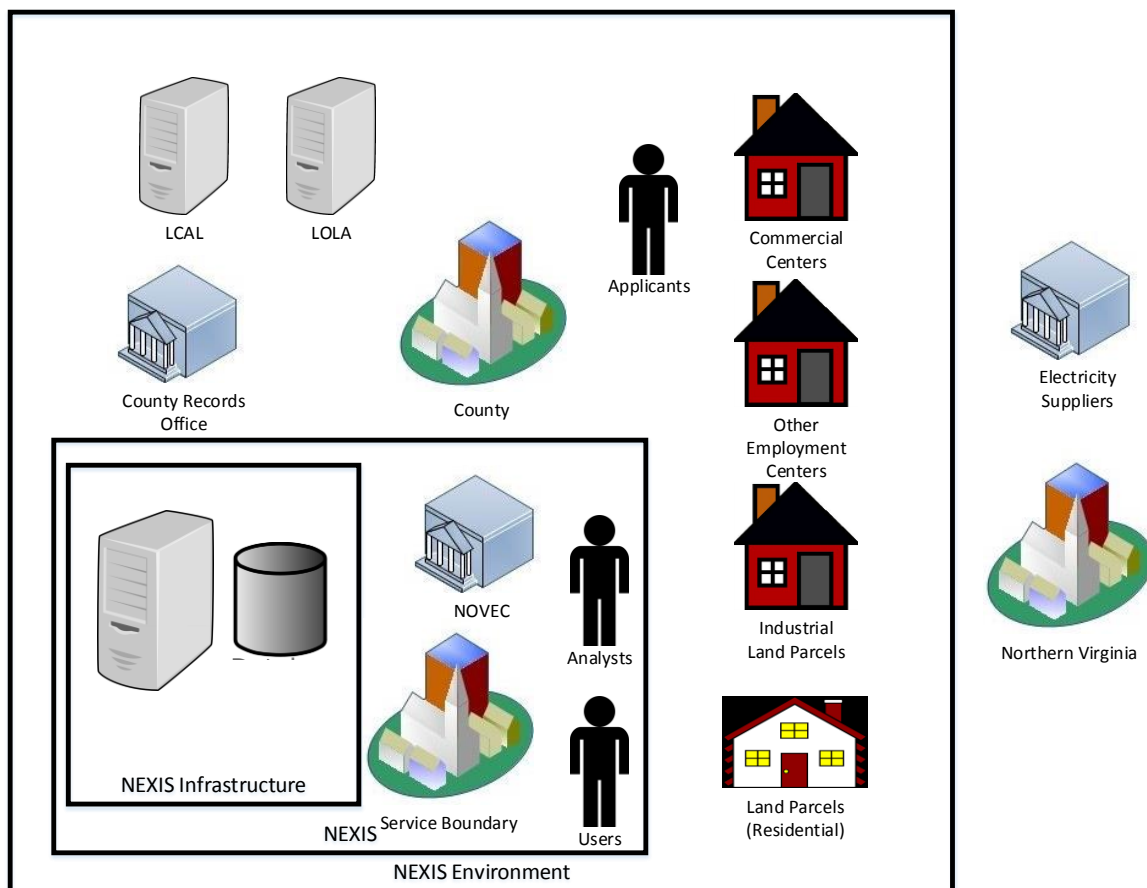 LCAL
LOLA
Applicants
Commercial
Centers
County Records
Office
County
Electricity
Suppliers
Other
Employment
Centers
NOVEC
Analysts
Industrial
Land Parcels
Northern Virginia
NEXIS Infrastructure
Service Boundary
Users
Land Parcels
(Residential)
NEXIS
NEXIS Environment